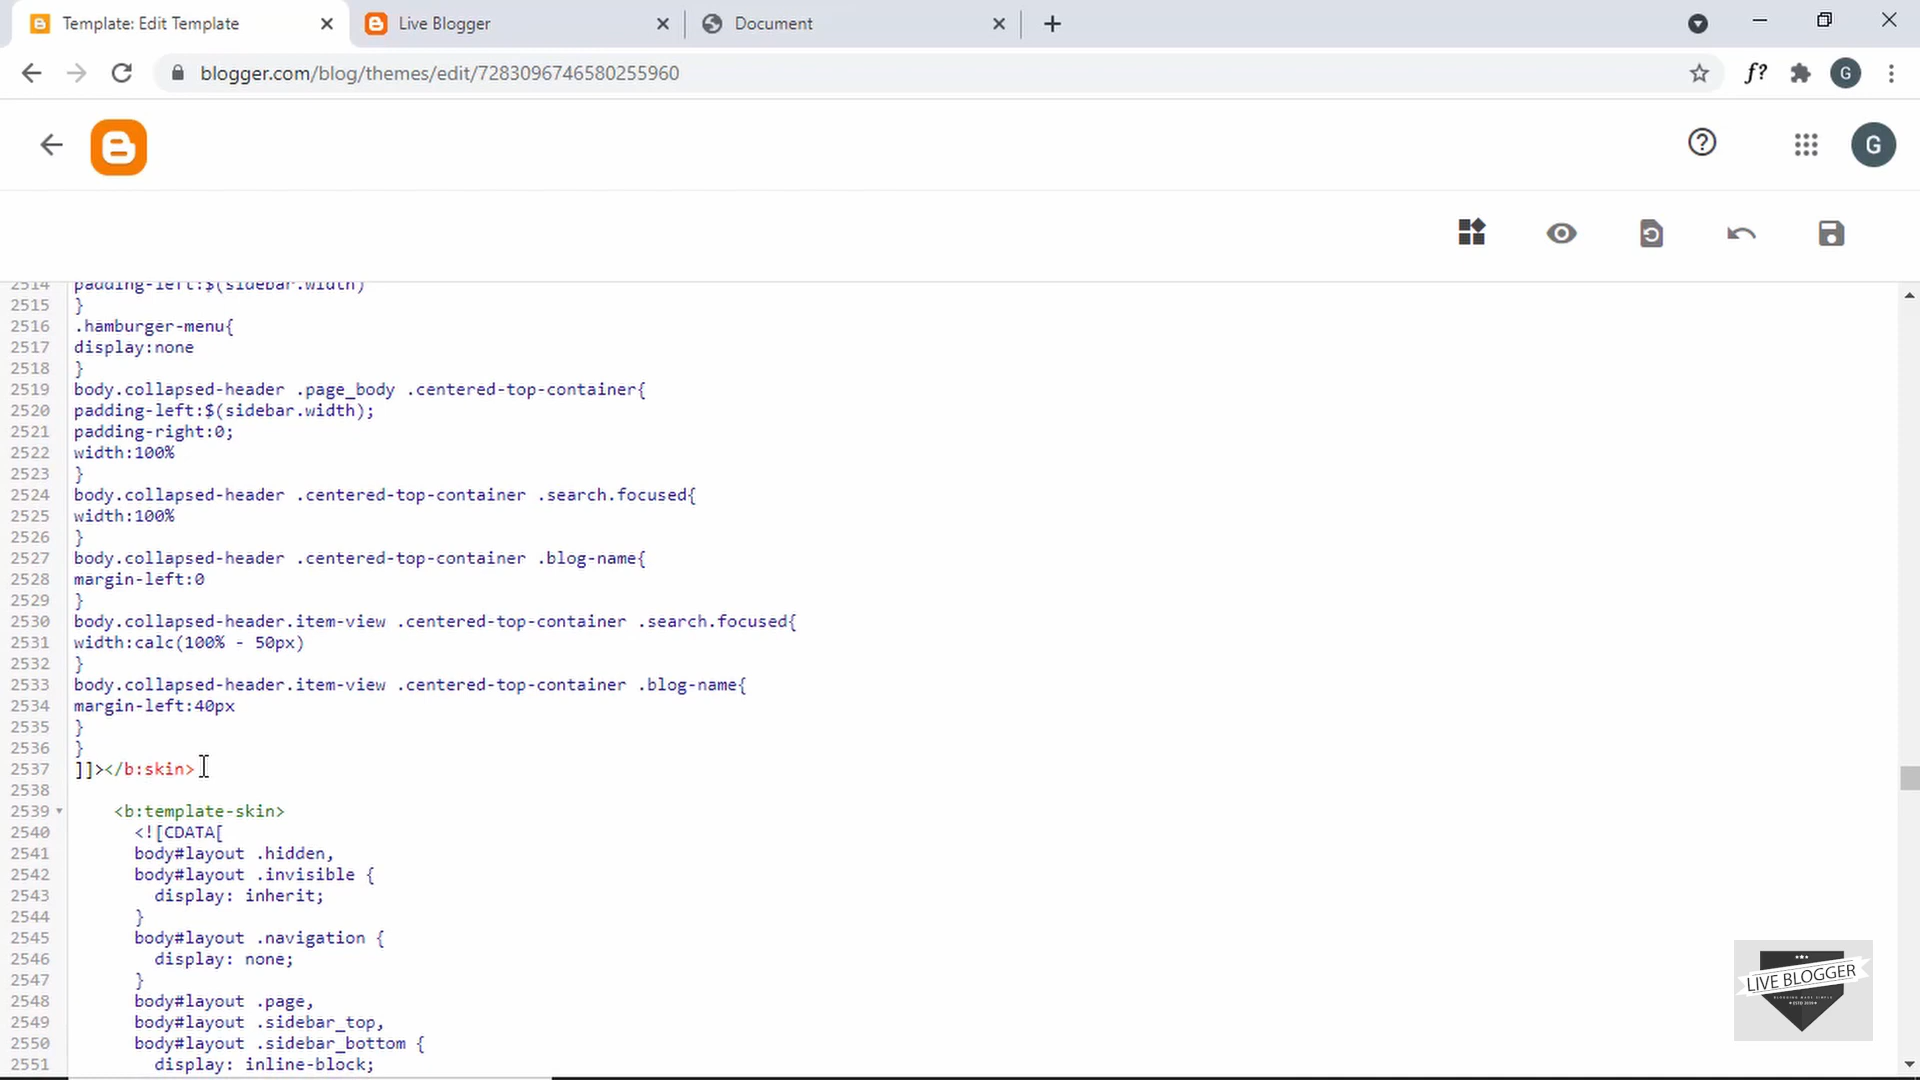 Template: Edit Template
Live Blogger
Document
blogger.com/blog/themes/edit/7283096746580255960
f?
G
G
2514 padding-left:$(sidebar.width)
2515 }
2516 .hamburger-menu{
2517 display:none
2518 }
2519 body.collapsed-header .page_body .centered-top-container{
2520 padding-left:$(sidebar.width);
2521 padding-right:0;
2522 width:100%
2523 }
2524 body.collapsed-header .centered-top-container .search.focused{
2525 width:100%
2526 }
2527 body.collapsed-header .centered-top-container .blog-name{
2528 margin-left:0
2529 }
2530 body.collapsed-header.item-view .centered-top-container .search.focused{
2531 width:calc(100% - 50px)
2532 }
2533 body.collapsed-header.item-view .centered-top-container .blog-name{
2534 margin-left:40px
2535 }
2536 }
2537 ]]></b:skin>
2538
2539 <b:template-skin>
2540 <![CDATA[
2541 body#layout .hidden,
2542 body#layout .invisible {
2543 display: inherit;
2544 }
2545 body#layout .navigation {
2546 display: none;
2547 }
2548 body#layout .page,
2549 body#layout .sidebar_top,
2550 body#layout .sidebar_bottom {
2551 display: inline-block;
LIVE BLOGGER